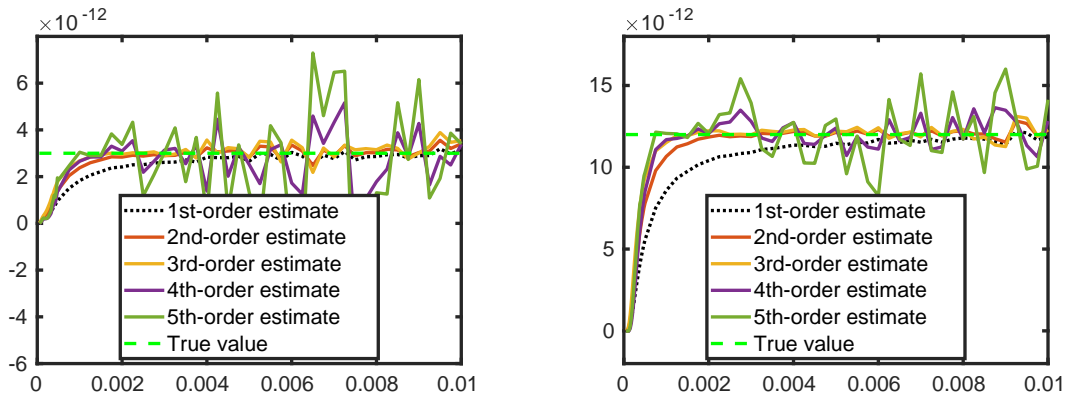 ×10⁻¹²
6
4
2
0
-2
-4
-6
0
0.002
0.004
0.006
0.008
0.01
1st-order estimate
2nd-order estimate
3rd-order estimate
4th-order estimate
5th-order estimate
True value
×10⁻¹²
15
10
5
0
0
0.002
0.004
0.006
0.008
0.01
1st-order estimate
2nd-order estimate
3rd-order estimate
4th-order estimate
5th-order estimate
True value